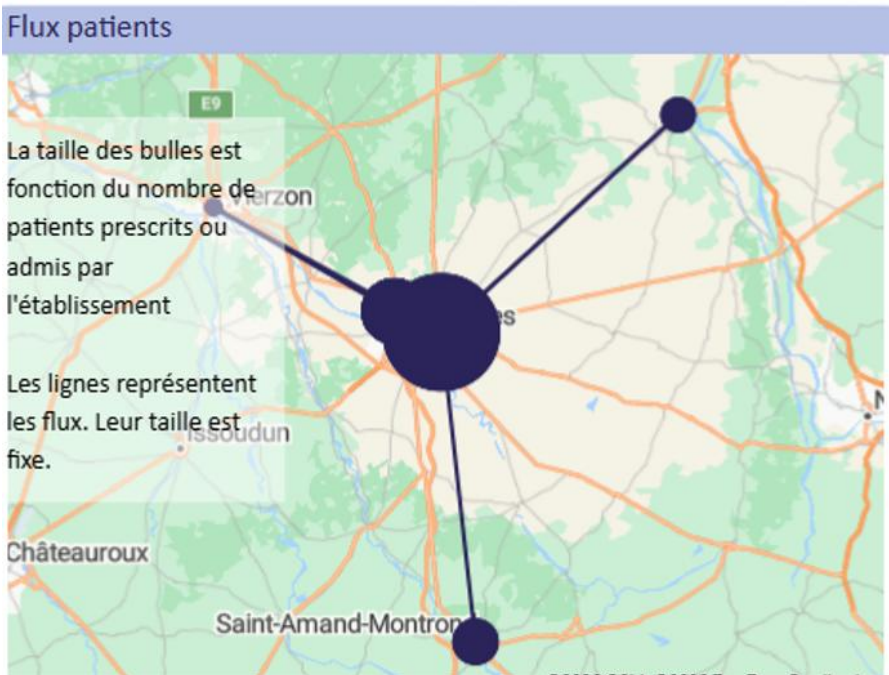 Flux patients
E9
La taille des bulles est
fonction du nombre de
Vierzon
patients prescrits ou
admis par
l'établissement
es
Les lignes représentent
les flux. Leur taille est
Issoudun
fixe.
N
Châteauroux
Saint-Amand-Montron